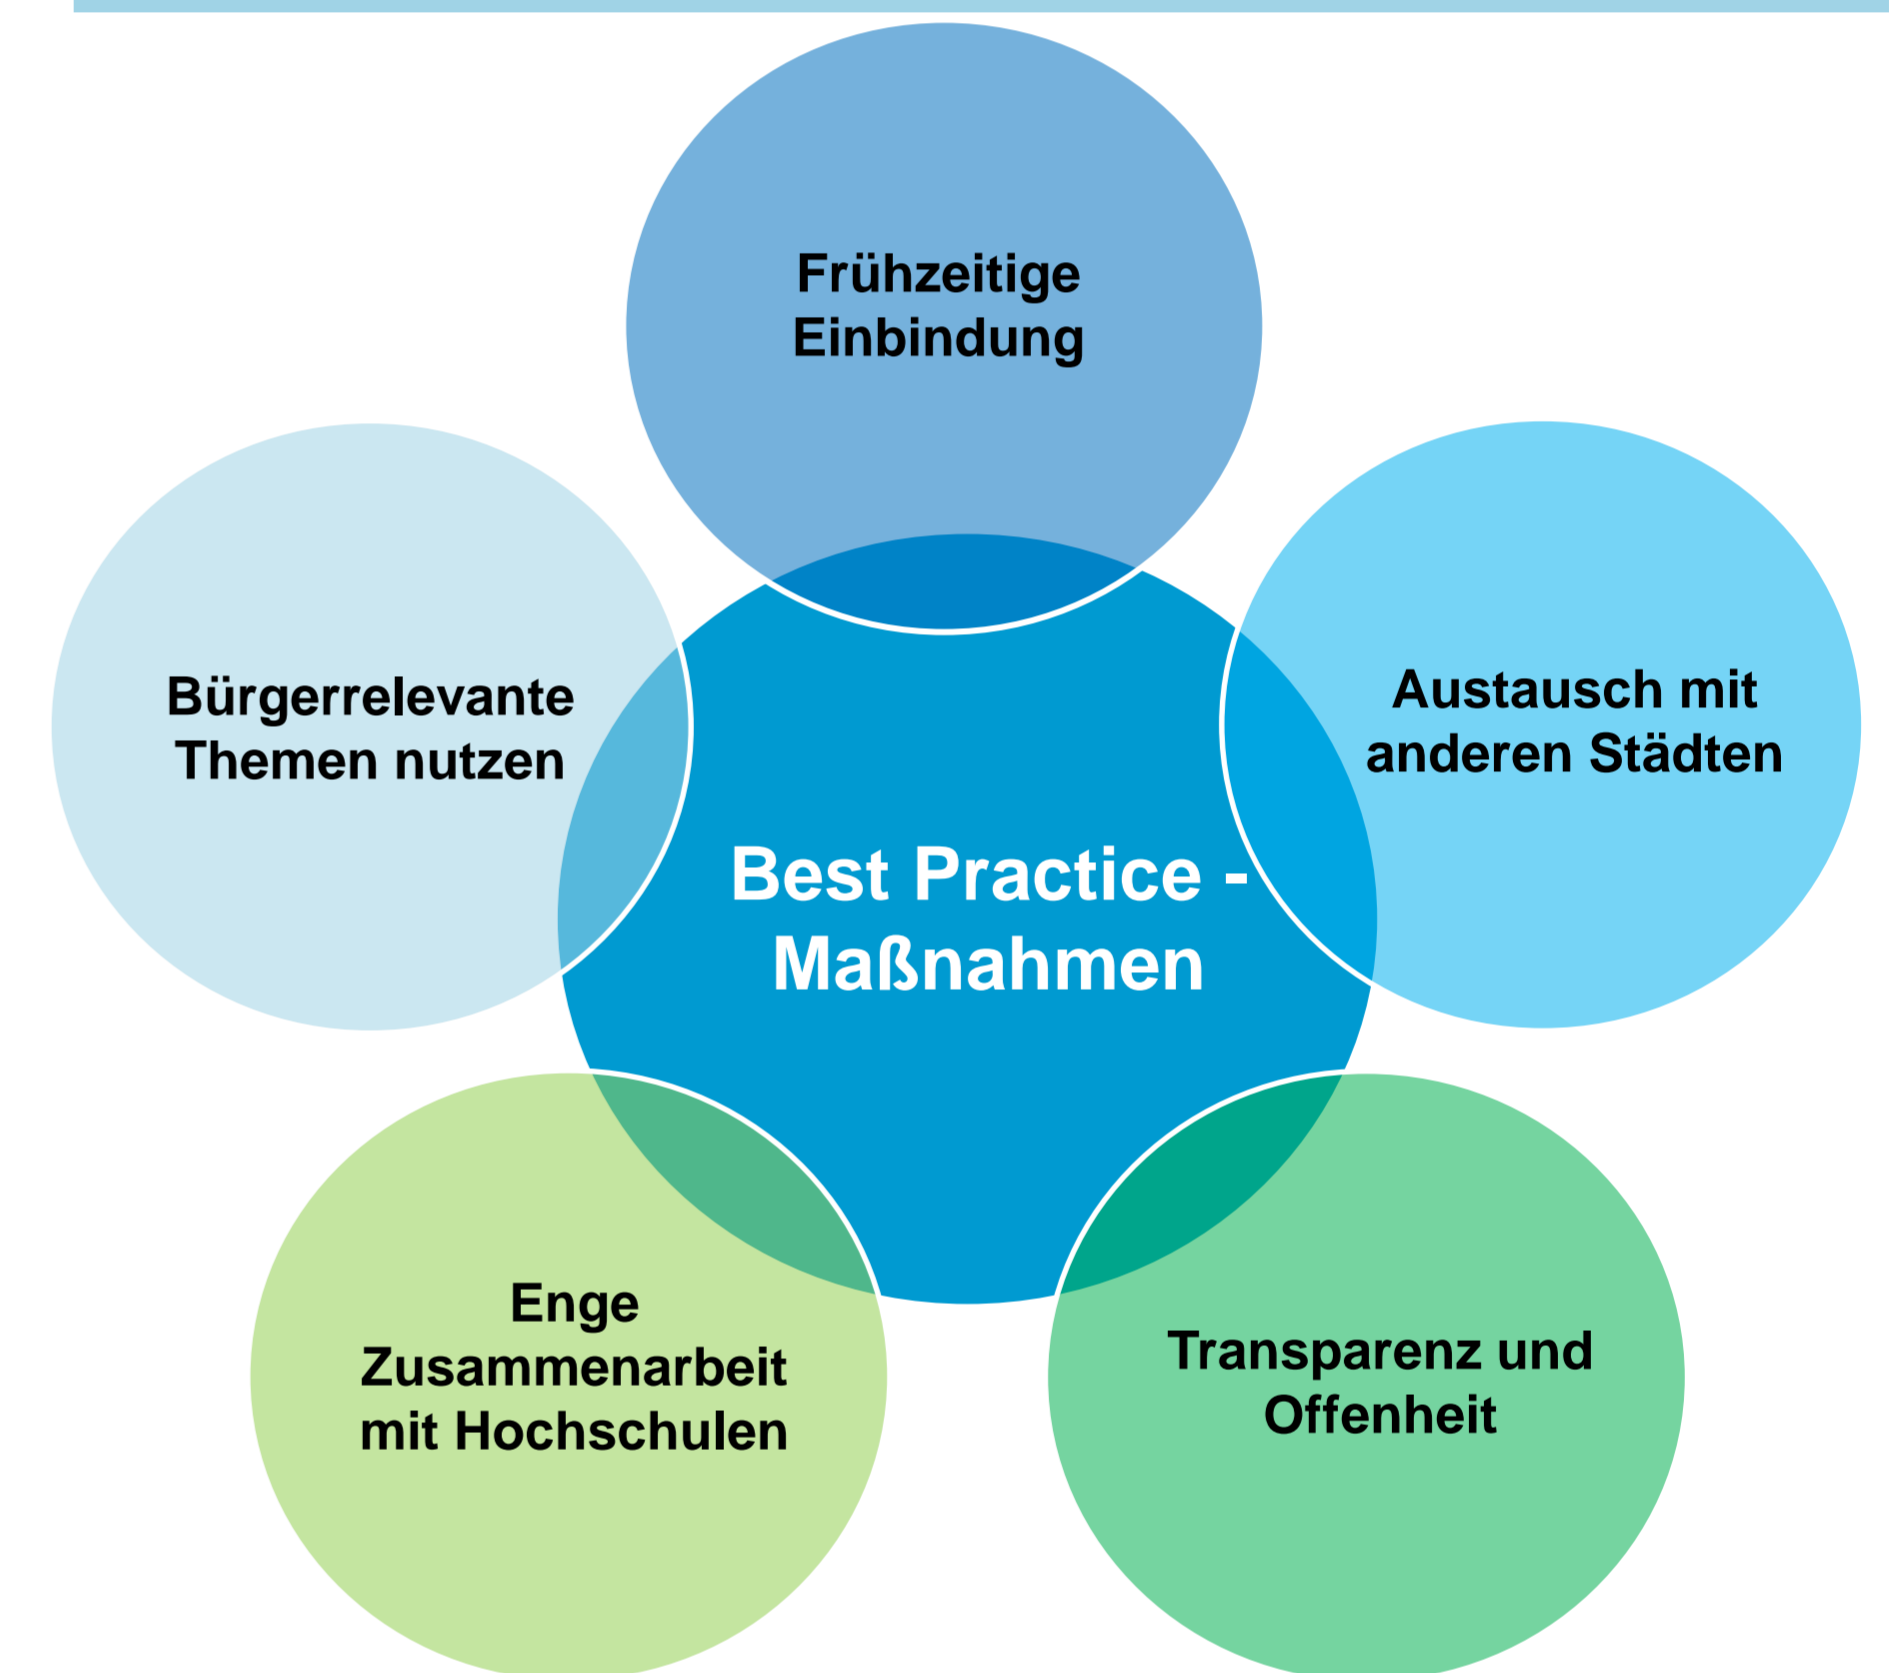 Frühzeitige
Einbindung
Bürgerrelevante
Themen nutzen
Austausch mit
anderen Städten
Best Practice -
Maßnahmen
Enge
Zusammenarbeit
mit Hochschulen
Transparenz und
Offenheit